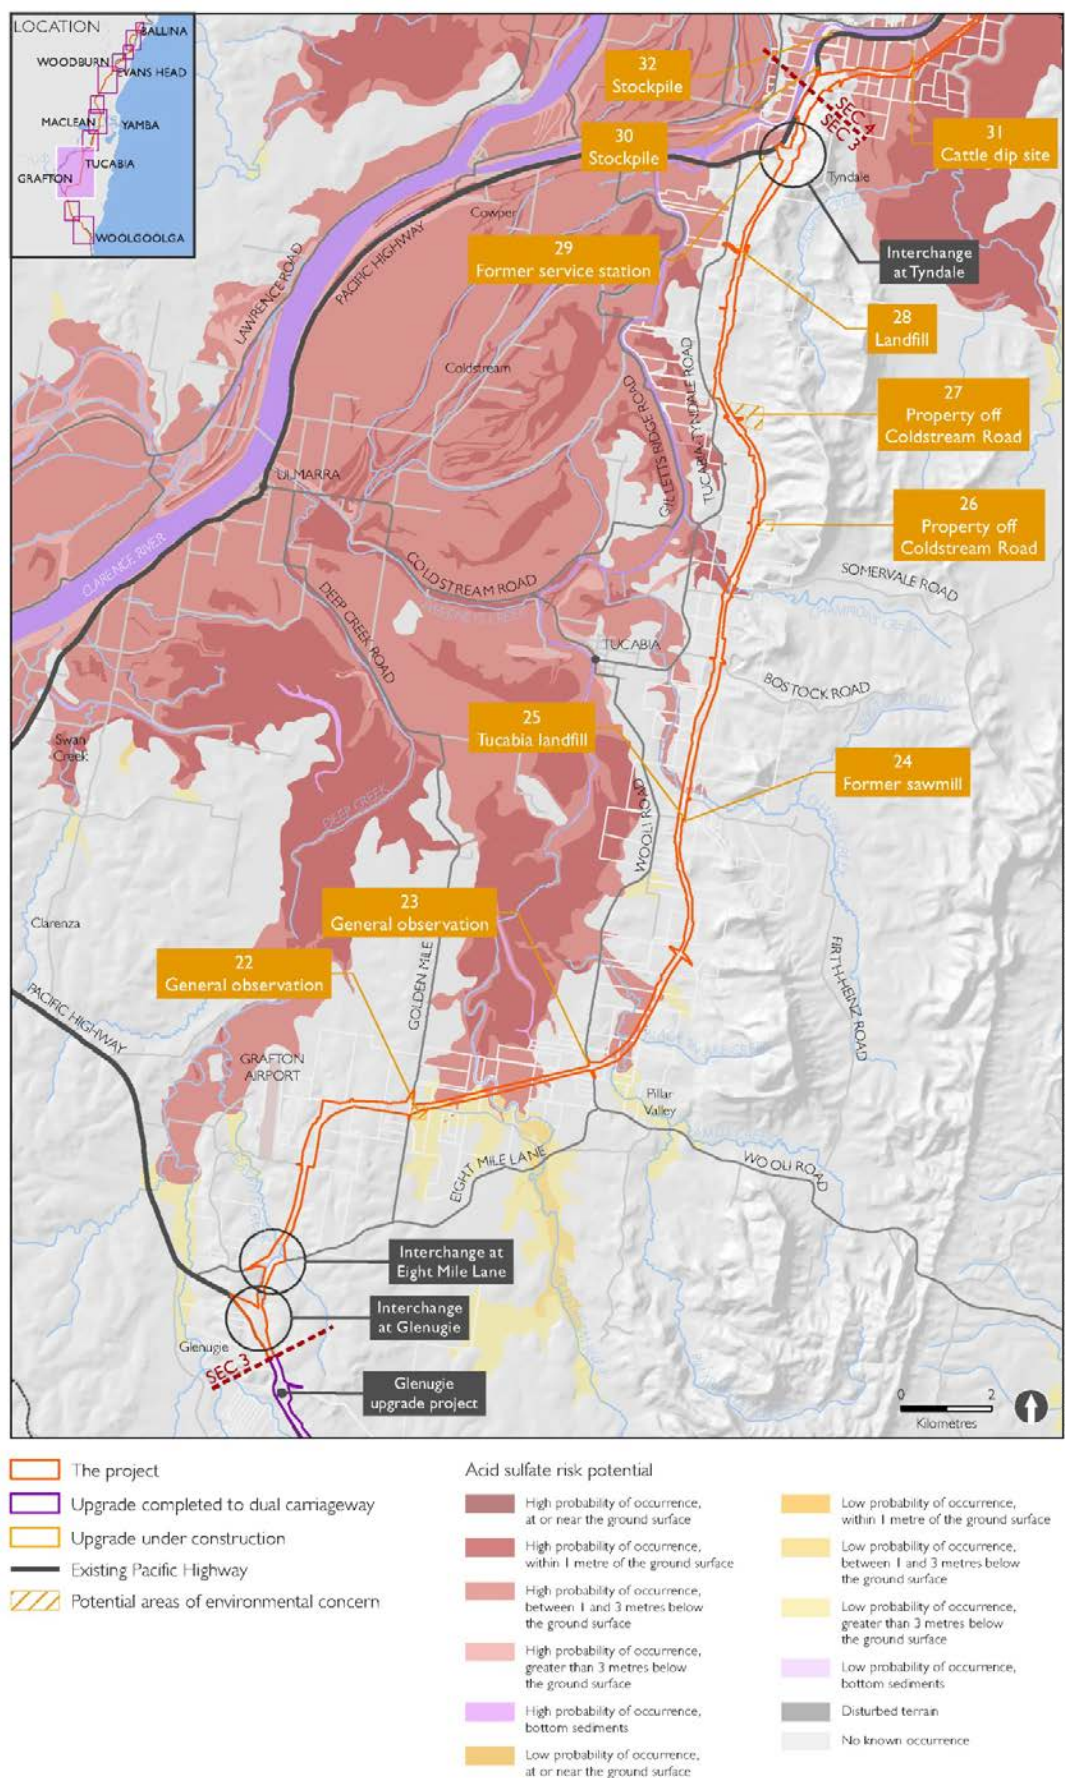 LOCATION
BALLINA
WOODBURN
EVANS HEAD
MACLEAN
YAMBA
TUCABIA
GRAFTON
WOOLGOOLGA
32
Stockpile
30
Stockpile
SEC 4
SEC 3
31
Cattle dip site
Tyndale
Cowper
29
Former service station
Interchange
at Tyndale
LAWRENCE ROAD
PACIFIC HIGHWAY
28
Landfill
Coldstream
TUCABIA-TYNDALE ROAD
GILLETTS RIDGE ROAD
27
Property off
Coldstream Road
ULMARRA
26
Property off
Coldstream Road
CLARENCE RIVER
COLDSTREAM ROAD
SOMERVALE ROAD
DEEP CREEK ROAD
TUCABIA
BOSTOCK ROAD
25
Tucabia landfill
Swan
Creek
24
Former sawmill
DEEP CREEK
WOOLI ROAD
23
General observation
Clarenza
22
General observation
GOLDEN MILE
FIRTH-HEINZ ROAD
PACIFIC HIGHWAY
GRAFTON
AIRPORT
Pillar
Valley
EIGHT MILE LANE
WOOLI ROAD
Interchange at
Eight Mile Lane
Interchange
at Glenugie
Glenugie
SEC 3
Glenugie
upgrade project
0 2
Kilometres
The project
Upgrade completed to dual carriageway
Upgrade under construction
Existing Pacific Highway
Potential areas of environmental concern
Acid sulfate risk potential
High probability of occurrence,
at or near the ground surface
High probability of occurrence,
within 1 metre of the ground surface
High probability of occurrence,
between 1 and 3 metres below
the ground surface
High probability of occurrence,
greater than 3 metres below
the ground surface
High probability of occurrence,
bottom sediments
Low probability of occurrence,
at or near the ground surface
Low probability of occurrence,
within 1 metre of the ground surface
Low probability of occurrence,
between 1 and 3 metres below
the ground surface
Low probability of occurrence,
greater than 3 metres below
the ground surface
Low probability of occurrence,
bottom sediments
Disturbed terrain
No known occurrence